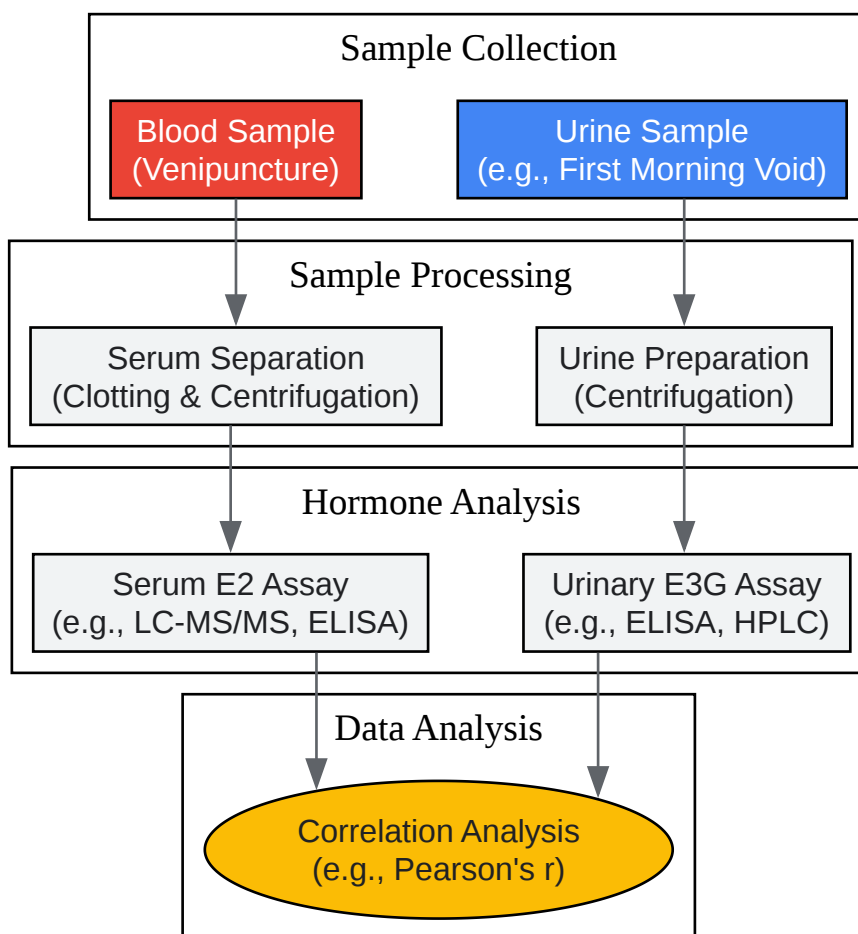 Sample Collection
Blood Sample
(Venipuncture)
Urine Sample
(e.g., First Morning Void)
Sample Processing
Serum Separation
(Clotting & Centrifugation)
Urine Preparation
(Centrifugation)
Hormone Analysis
Serum E2 Assay
(e.g., LC-MS/MS, ELISA)
Urinary E3G Assay
(e.g., ELISA, HPLC)
Data Analysis
Correlation Analysis
(e.g., Pearson's r)